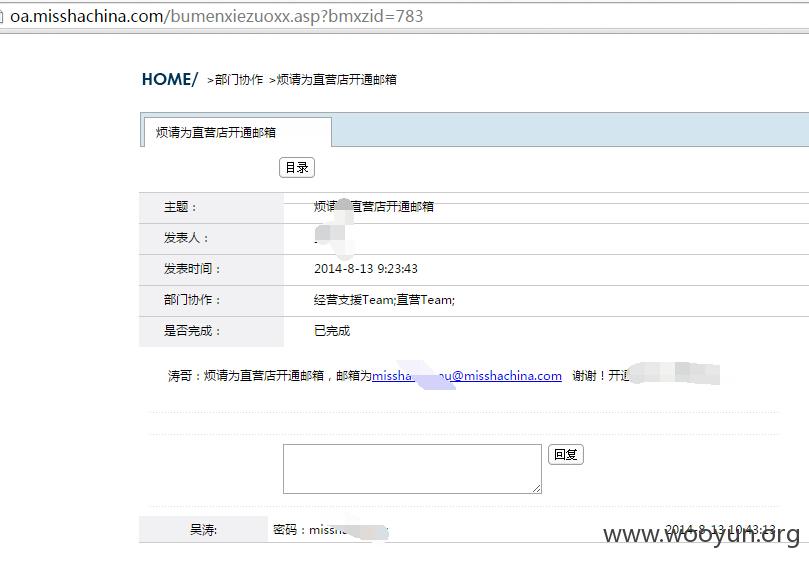 oa.misshachina.com/bumenxiezuoxx.asp?bmxzid=783
HOME/ >部门协作 >烦请为直营店开通邮箱
烦请为直营店开通邮箱
目录
主题： 烦请 直营店开通邮箱
发表人：
发表时间： 2014-8-13 9:23:43
部门协作： 经营支援Team;直营Team;
是否完成： 已完成
涛哥：烦请为直营店开通邮箱，邮箱为missha ou@misshachina.com 谢谢！开通
回复
吴涛: 密码：missha 2014-8-13 10:43:13
www.wooyun.org